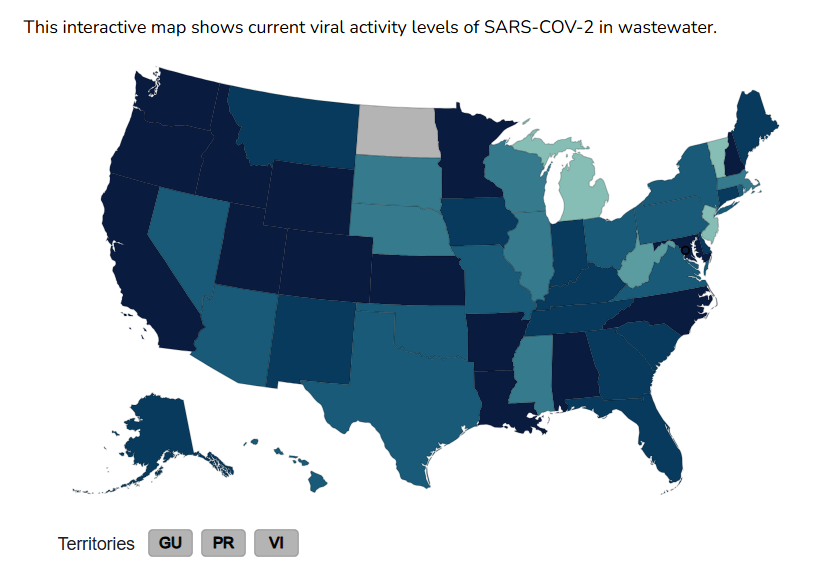 This interactive map shows current viral activity levels of SARS-COV-2 in wastewater.
Territories GU PR VI